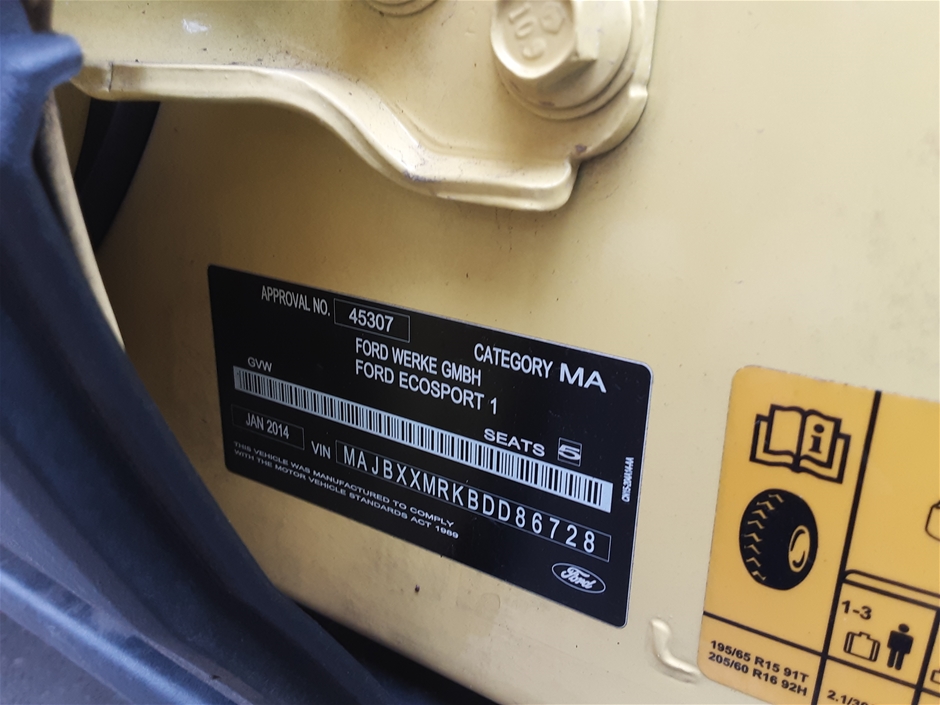 10.9
APPROVAL NO. 45307
FORD WERKE GMBH
CATEGORY MA
FORD ECOSPORT 1
GVW
SEATS 5
JAN 2014
VIN MAJBXXMRKBDD86728
THIS VEHICLE WAS MANUFACTURED TO COMPLY
WITH THE MOTOR VEHICLE STANDARDS ACT 1989
Ford
i
1-3
195/65 R15 91T
205/60 R16 92H